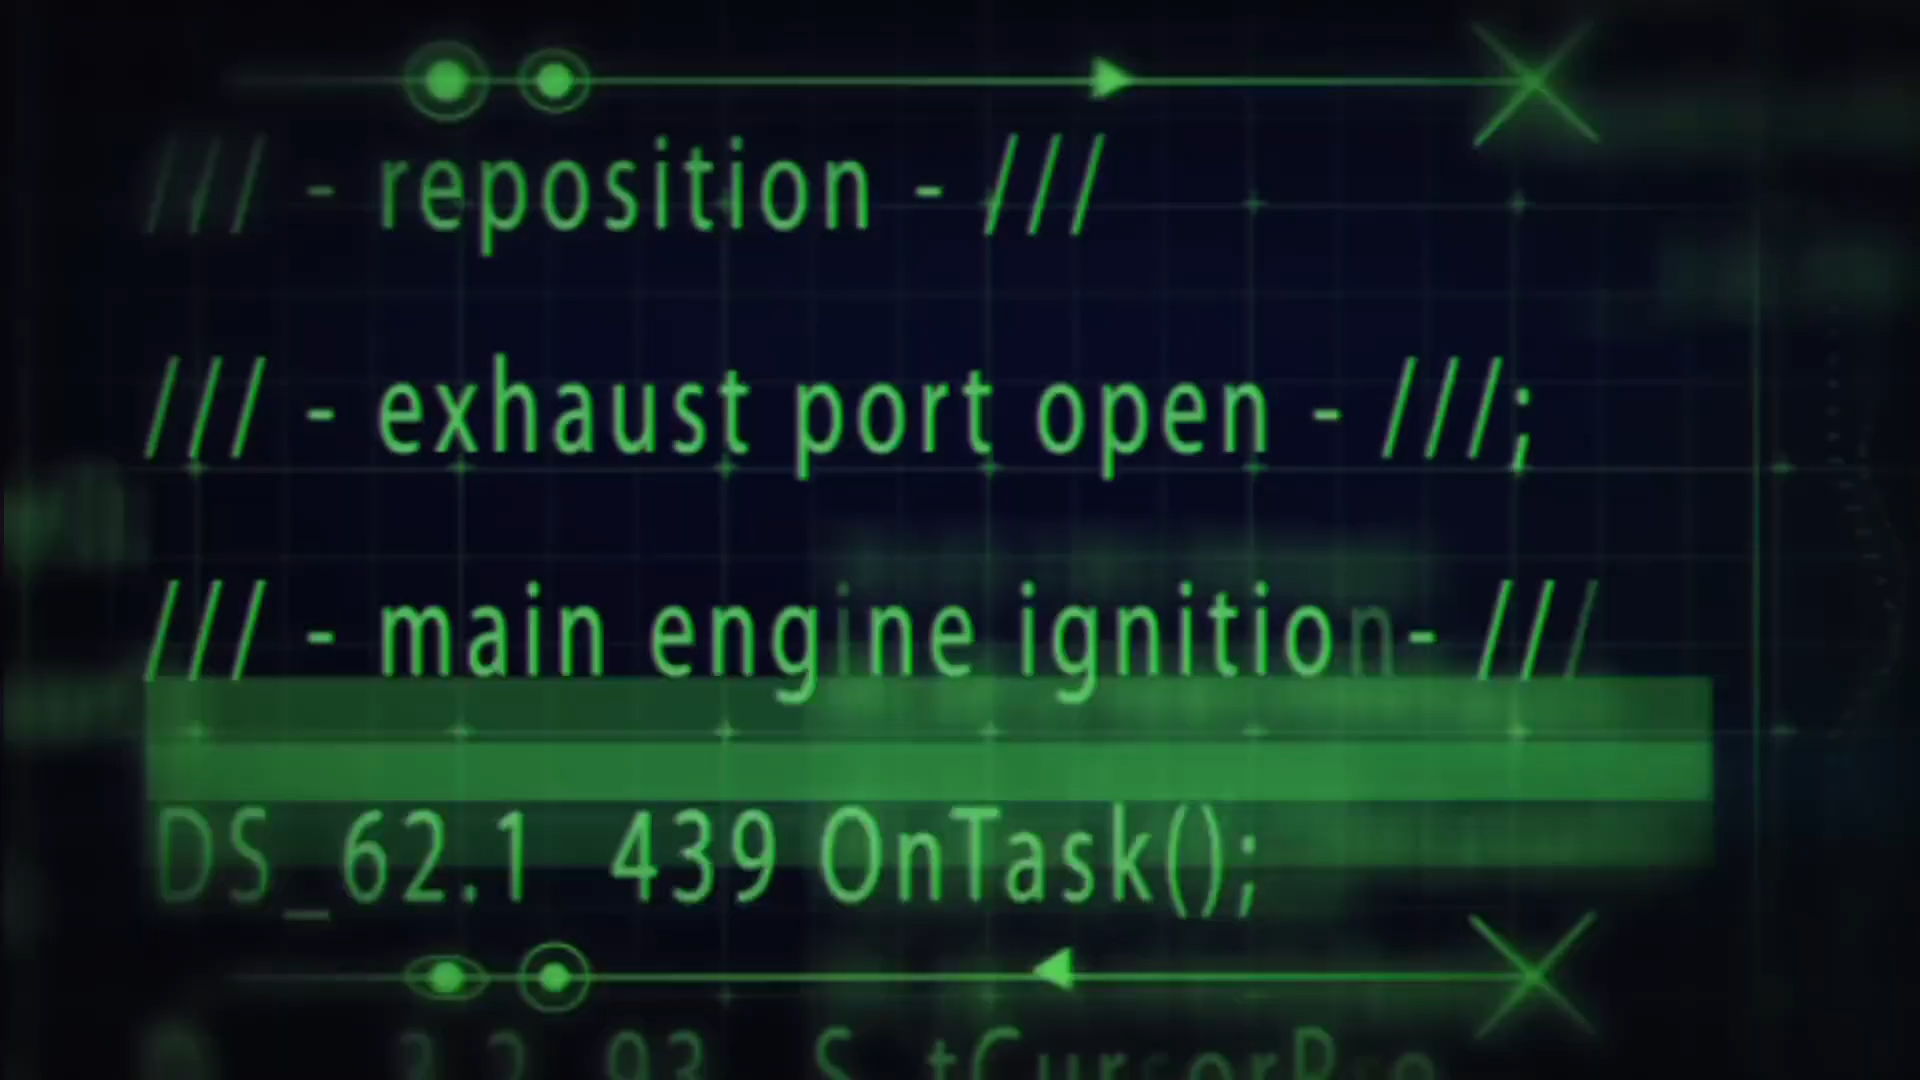 /// - reposition - ///
/// - exhaust port open - ///;
/// - main engine ignition- ///
DS_62.1 439 OnTask();